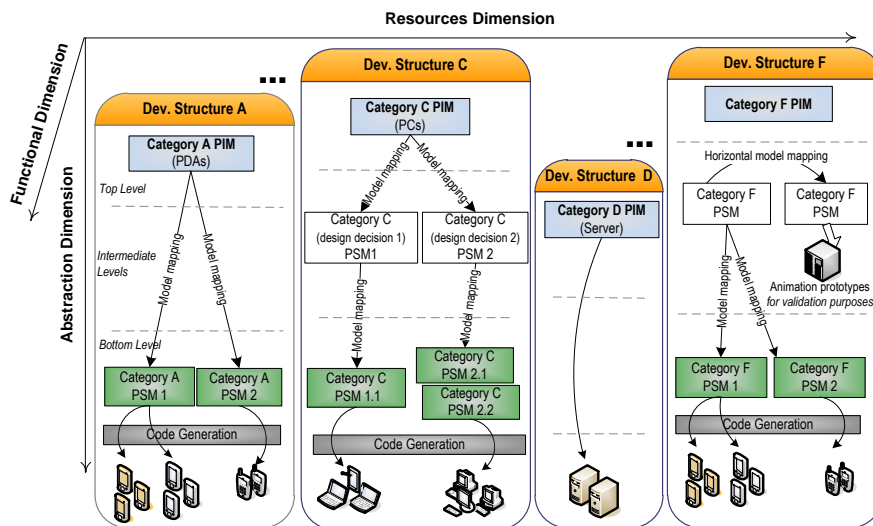 Resources Dimension
Functional Dimension
Abstraction Dimension
...
...
Dev. Structure A
Category A PIM
(PDAs)
Top Level
Intermediate
Levels
Bottom Level
Model mapping
Model mapping
Category A
PSM 1
Category A
PSM 2
Code Generation
Dev. Structure C
Category C PIM
(PCs)
Model mapping
Model mapping
Category C
(design decision 1)
PSM1
Category C
(design decision 2)
PSM 2
Model mapping
Model mapping
Category C
PSM 1.1
Category C
PSM 2.1
Category C
PSM 2.2
Code Generation
Dev. Structure D
Category D PIM
(Server)
Dev. Structure F
Category F PIM
Horizontal model mapping
Category F
PSM
Category F
PSM
Animation prototypes
for validation purposes
Model mapping
Model mapping
Category F
PSM 1
Category F
PSM 2
Code Generation